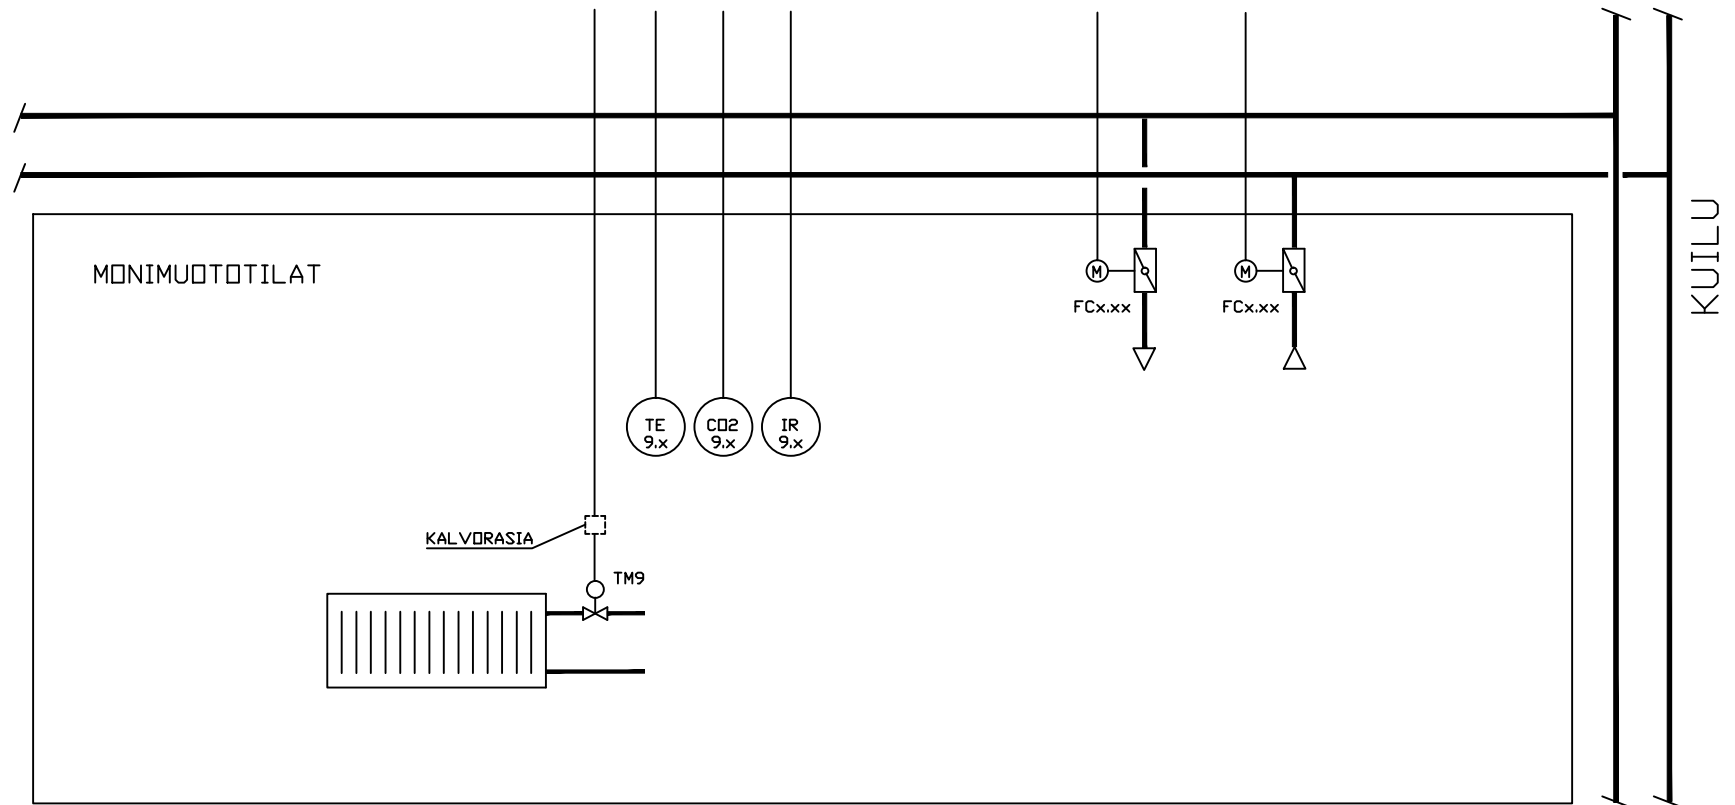 MONIMUOTOTILAT
M
M
FCx.xx
FCx.xx
KUILU
TE
9.x
CO2
9.x
IR
9.x
KALVORASIA
TM9